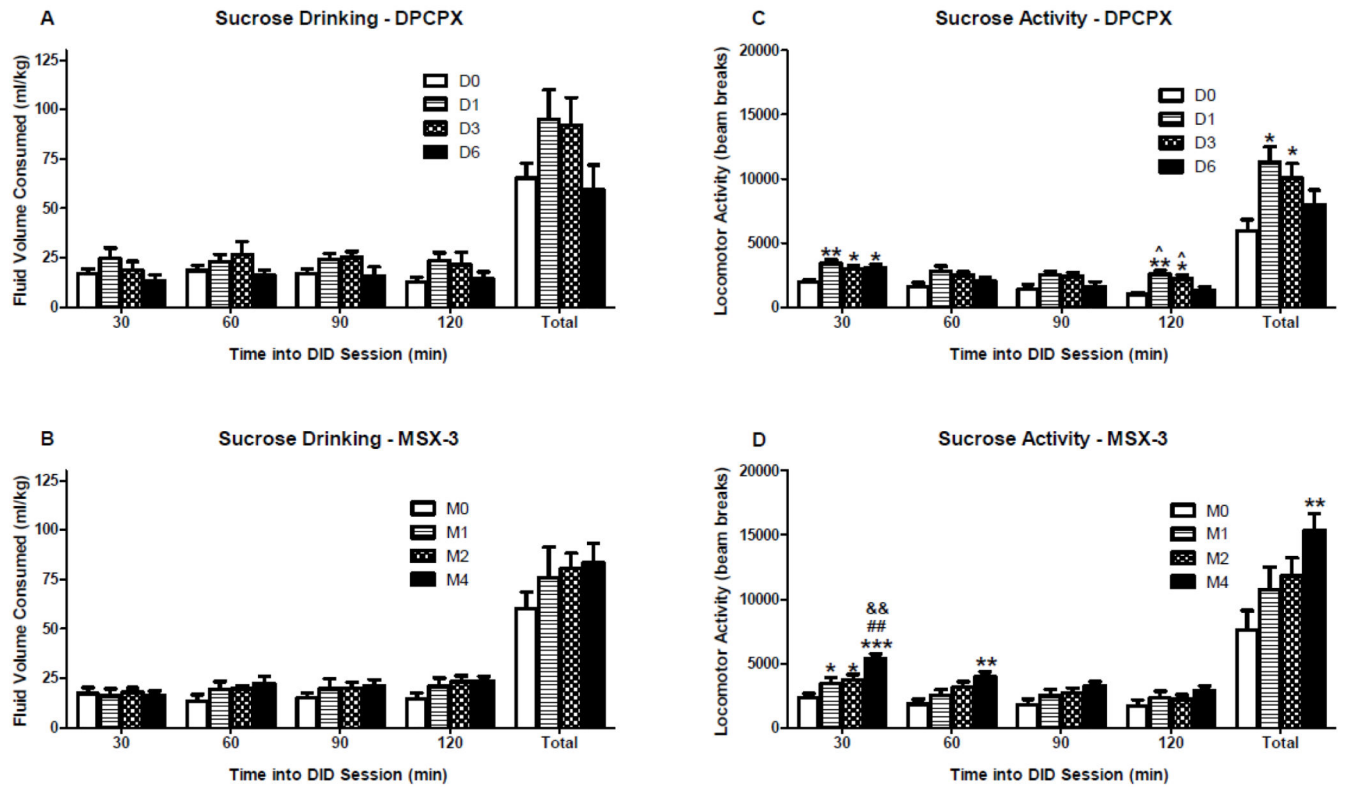 A
Sucrose Drinking - DPCPX
Fluid Volume Consumed (ml/kg)
125
100
75
50
25
0
D0
D1
D3
D6
30 60 90 120 Total
Time into DID Session (min)
C
Sucrose Activity - DPCPX
Locomotor Activity (beam breaks)
20000
15000
10000
5000
0
D0
D1
D3
D6
* *
^ ^
** * * ** *
30 60 90 120 Total
Time into DID Session (min)
B
Sucrose Drinking - MSX-3
Fluid Volume Consumed (ml/kg)
125
100
75
50
25
0
M0
M1
M2
M4
30 60 90 120 Total
Time into DID Session (min)
D
Sucrose Activity - MSX-3
Locomotor Activity (beam breaks)
20000
15000
10000
5000
0
M0
M1
M2
M4
**
&&
##
* * *** **
30 60 90 120 Total
Time into DID Session (min)